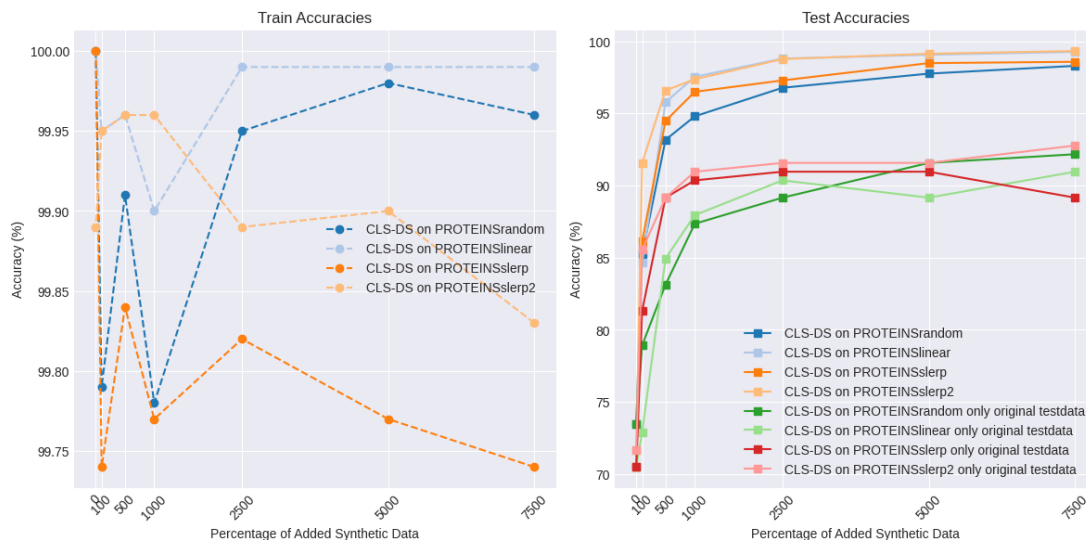 Train Accuracies
100.00
99.95
99.90
99.85
99.80
99.75
Accuracy (%)
CLS-DS on PROTEINSrandom
CLS-DS on PROTEINSlinear
CLS-DS on PROTEINSslerp
CLS-DS on PROTEINSslerp2
0
100
500
1000
2500
5000
7500
Percentage of Added Synthetic Data
Test Accuracies
100
95
90
85
80
75
70
Accuracy (%)
CLS-DS on PROTEINSrandom
CLS-DS on PROTEINSlinear
CLS-DS on PROTEINSslerp
CLS-DS on PROTEINSslerp2
CLS-DS on PROTEINSrandom only original testdata
CLS-DS on PROTEINSlinear only original testdata
CLS-DS on PROTEINSslerp only original testdata
CLS-DS on PROTEINSslerp2 only original testdata
0
100
500
1000
2500
5000
7500
Percentage of Added Synthetic Data